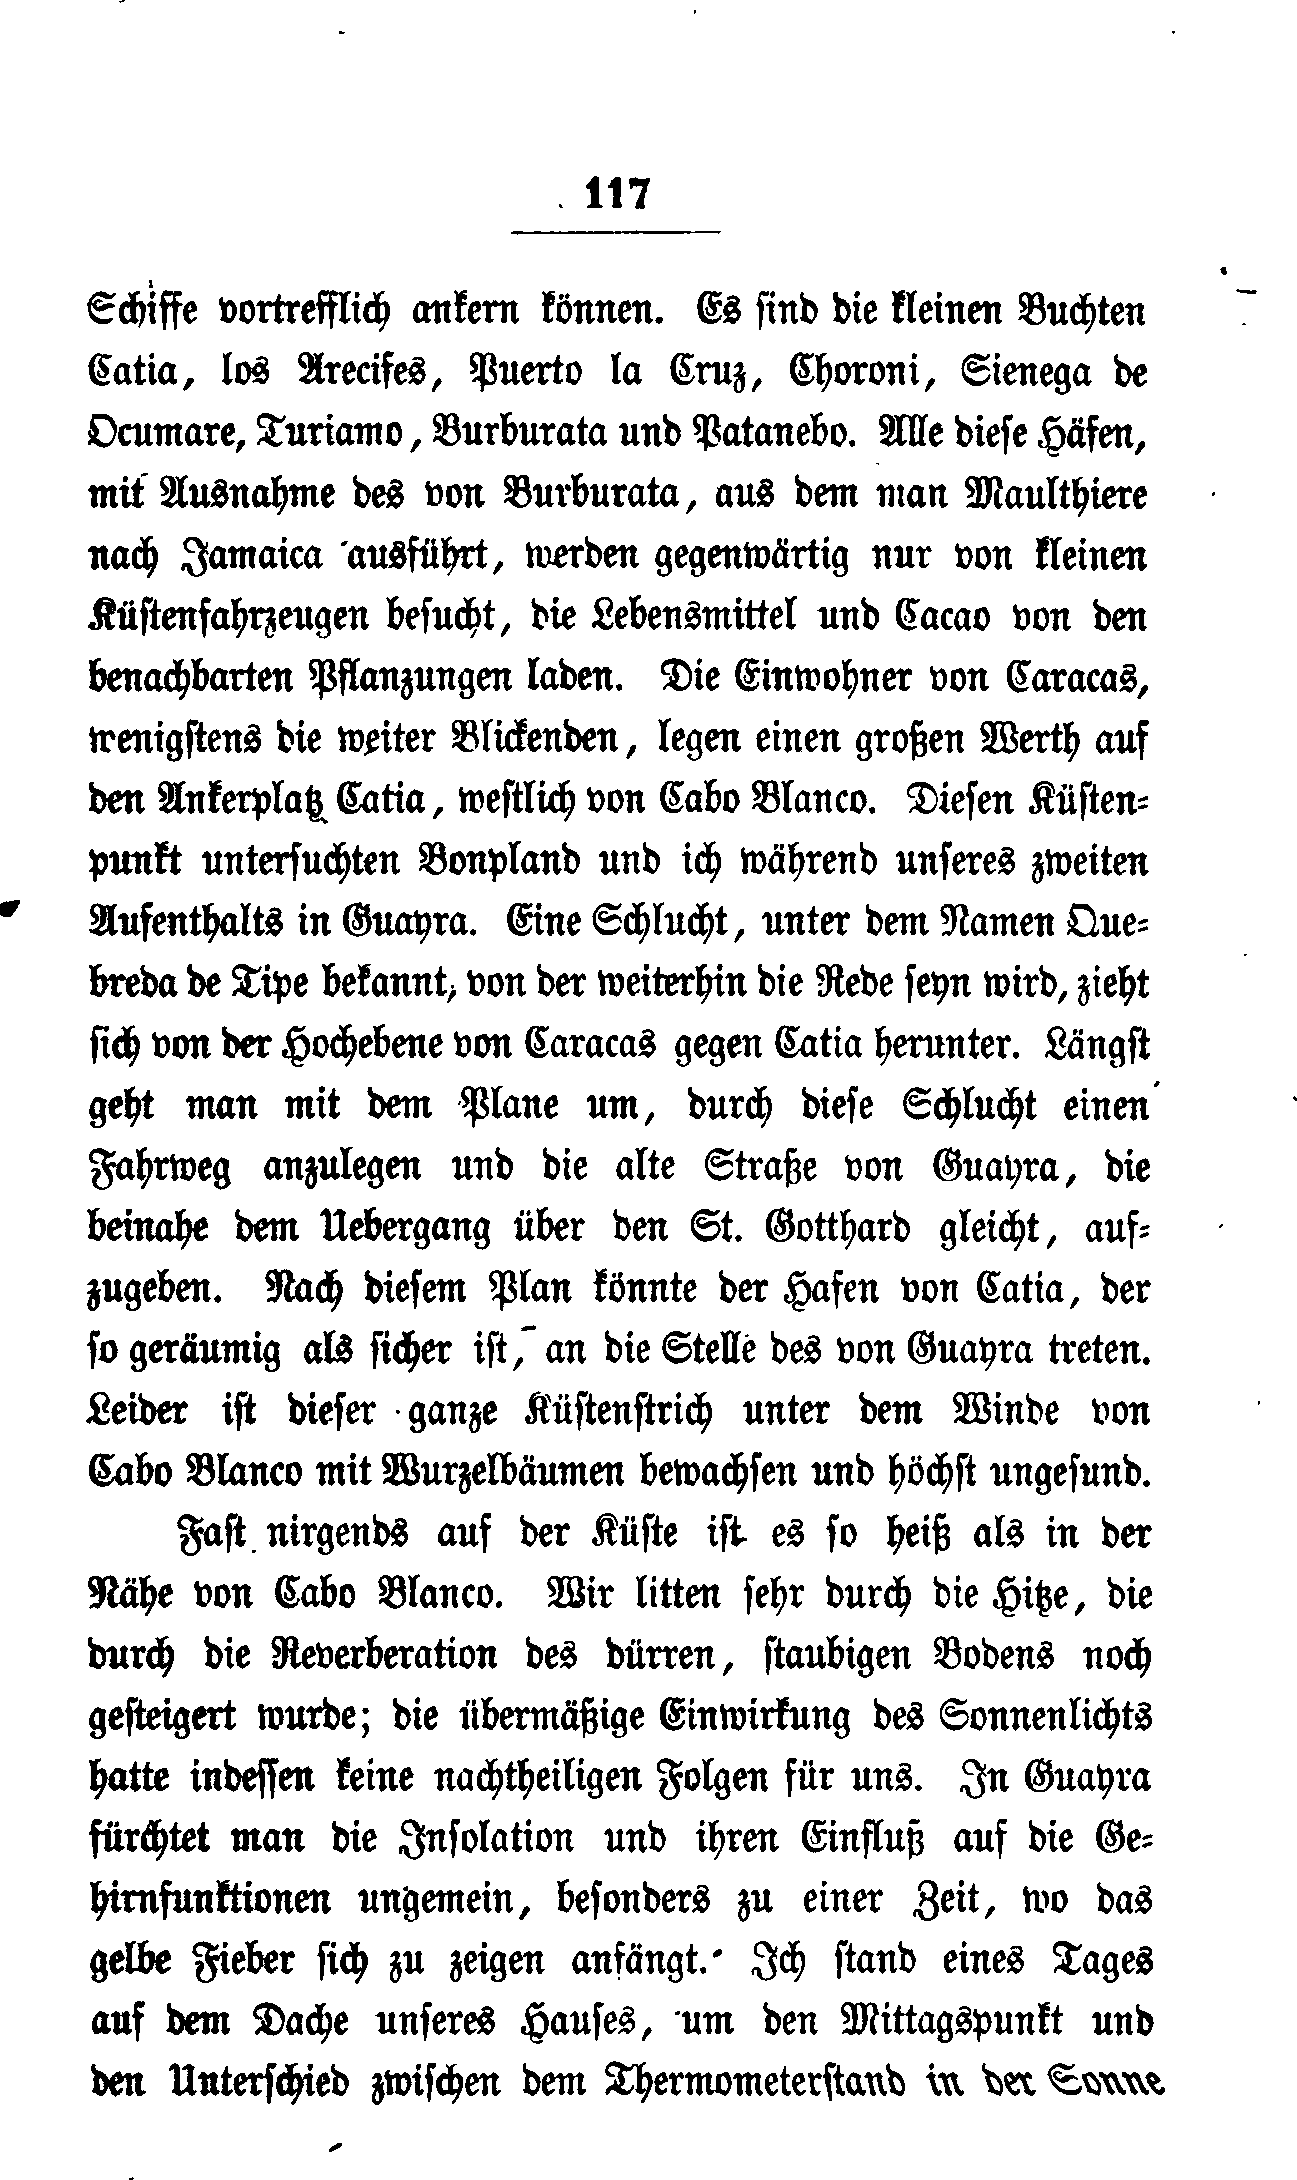 117
Schiffe vortrefflich ankern können. Es sind die kleinen Buchten
Catia, los Arecifes, Puerto la Cruz, Choroni, Sienega de
Ocumare, Turiamo, Burburata und Patanebo. Alle diese Häfen,
mit Ausnahme des von Burburata, aus dem man Maulthiere
nach Jamaica ausführt, werden gegenwärtig nur von kleinen
Küstenfahrzeugen besucht, die Lebensmittel und Cacao von den
benachbarten Pflanzungen laden. Die Einwohner von Caracas,
wenigstens die weiter Blickenden, legen einen großen Werth auf
den Ankerplatz Catia, westlich von Cabo Blanco. Diesen Küsten-
punkt untersuchten Bonpland und ich während unseres zweiten
Aufenthalts in Guayra. Eine Schlucht, unter dem Namen Que-
breda de Tipe bekannt, von der weiterhin die Rede seyn wird, zieht
sich von der Hochebene von Caracas gegen Catia herunter. Längst
geht man mit dem Plane um, durch diese Schlucht einen
Fahrweg anzulegen und die alte Straße von Guayra, die
beinahe dem Uebergang über den St. Gotthard gleicht, auf-
zugeben. Nach diesem Plan könnte der Hafen von Catia, der
so geräumig als sicher ist, an die Stelle des von Guayra treten.
Leider ist dieser ganze Küstenstrich unter dem Winde von
Cabo Blanco mit Wurzelbäumen bewachsen und höchst ungesund.
Fast nirgends auf der Küste ist es so heiß als in der
Nähe von Cabo Blanco. Wir litten sehr durch die Hitze, die
durch die Reverberation des dürren, staubigen Bodens noch
gesteigert wurde; die übermäßige Einwirkung des Sonnenlichts
hatte indessen keine nachtheiligen Folgen für uns. In Guayra
fürchtet man die Insolation und ihren Einfluß auf die Ge-
hirnfunktionen ungemein, besonders zu einer Zeit, wo das
gelbe Fieber sich zu zeigen anfängt. Ich stand eines Tages
auf dem Dache unseres Hauses, um den Mittagspunkt und
den Unterschied zwischen dem Thermometerstand in der Sonne